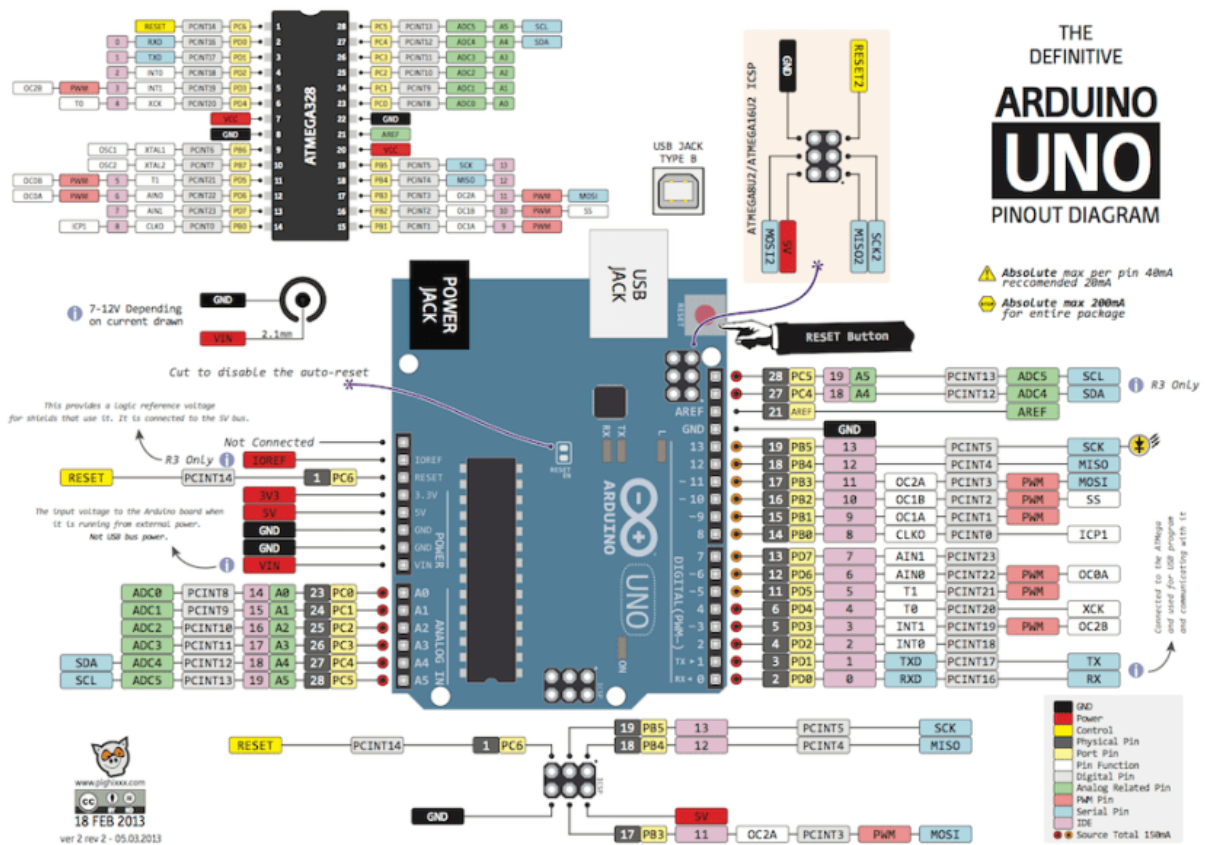 THE
DEFINITIVE
ARDUINO
UNO
PINOUT DIAGRAM
RESET PCINT14 PC6 1
0 RXD PCINT16 PD0 2
1 TXD PCINT17 PD1 3
2 INT0 PCINT18 PD2 4
OC2B PWM 3 INT1 PCINT19 PD3 5
T0 4 XCK PCINT20 PD4 6
VCC 7
GND 8
OSC1 XTAL1 PCINT6 PB6 9
OSC2 XTAL2 PCINT7 PB7 10
OC0B PWM 5 T1 PCINT21 PD5 11
OC0A PWM 6 AIN0 PCINT22 PD6 12
7 AIN1 PCINT23 PD7 13
ICP1 8 CLKO PCINT0 PB0 14
ATMEGA328
28 PC5 PCINT13 ADC5 A5 SCL
27 PC4 PCINT12 ADC4 A4 SDA
26 PC3 PCINT11 ADC3 A3
25 PC2 PCINT10 ADC2 A2
24 PC1 PCINT9 ADC1 A1
23 PC0 PCINT8 ADC0 A0
22 GND
21 AREF
20 VCC
19 PB5 PCINT5 SCK 13
18 PB4 PCINT4 MISO 12
17 PB3 PCINT3 OC2A 11 PWM MOSI
16 PB2 PCINT2 OC1B 10 PWM SS
15 PB1 PCINT1 OC1A 9 PWM
USB JACK
TYPE B
ATMEGA8U2/ATMEGA16U2 ICSP
GND
RESET2
MOSI2
5V
MISO2
SCK2
Absolute max per pin 40mA
reccomended 20mA
Absolute max 200mA
for entire package
7-12V Depending
on current drawn
GND
VIN
2.1mm
POWER
JACK
USB
JACK
RESET
RESET Button
Cut to disable the auto-reset
This provides a logic reference voltage
for shields that use it. It is connected to the 5V bus.
Not Connected
R3 Only IOREF
RESET PCINT14 1 PC6
3V3
5V
GND
GND
VIN
The input voltage to the Arduino board when
it is running from external power.
Not USB bus power.
ADC0 PCINT8 14 A0 23 PC0
ADC1 PCINT9 15 A1 24 PC1
ADC2 PCINT10 16 A2 25 PC2
ADC3 PCINT11 17 A3 26 PC3
SDA ADC4 PCINT12 18 A4 27 PC4
SCL ADC5 PCINT13 19 A5 28 PC5
IOREF
RESET
3.3V
5V
GND
GND
VIN
POWER
A0
A1
A2
A3
A4
A5
ANALOG IN
RESET
EN
RX
TX
L
ARDUINO
UNO
ON
ICSP
AREF
GND
13
12
~11
~10
~9
8
7
~6
~5
4
~3
2
TX 1
RX 0
DIGITAL(PWM~)
28 PC5 19 A5 PCINT13 ADC5 SCL
27 PC4 18 A4 PCINT12 ADC4 SDA
R3 Only
21 AREF AREF
GND
19 PB5 13 PCINT5 SCK
18 PB4 12 PCINT4 MISO
17 PB3 11 OC2A PCINT3 PWM MOSI
16 PB2 10 OC1B PCINT2 PWM SS
15 PB1 9 OC1A PCINT1 PWM
14 PB0 8 CLKO PCINT0 ICP1
13 PD7 7 AIN1 PCINT23
12 PD6 6 AIN0 PCINT22 PWM OC0A
11 PD5 5 T1 PCINT21 PWM
6 PD4 4 T0 PCINT20 XCK
5 PD3 3 INT1 PCINT19 PWM OC2B
4 PD2 2 INT0 PCINT18
3 PD1 1 TXD PCINT17 TX
2 PD0 0 RXD PCINT16 RX
Connected to the ATMega
and used for USB program
and communicating with it
19 PB5 13 PCINT5 SCK
18 PB4 12 PCINT4 MISO
RESET PCINT14 1 PC6
ICSP
GND
5V
17 PB3 11 OC2A PCINT3 PWM MOSI
GND
Power
Control
Physical Pin
Port Pin
Pin Function
Digital Pin
Analog Related Pin
PWM Pin
Serial Pin
IDE
Source Total 150mA
www.pighixxx.com
cc
18 FEB 2013
ver 2 rev 2 - 05.03.2013